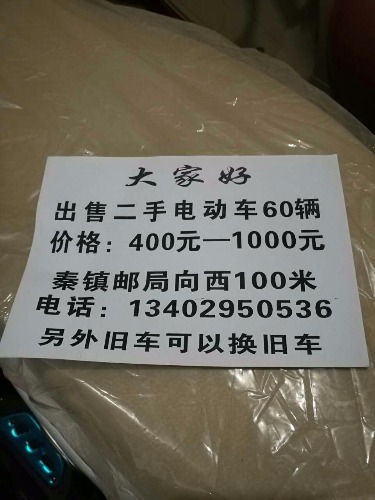 大家好
出售二手电动车60辆
价格：400元—1000元
秦镇邮局向西100米
电话：13402950536
另外旧车可以换旧车